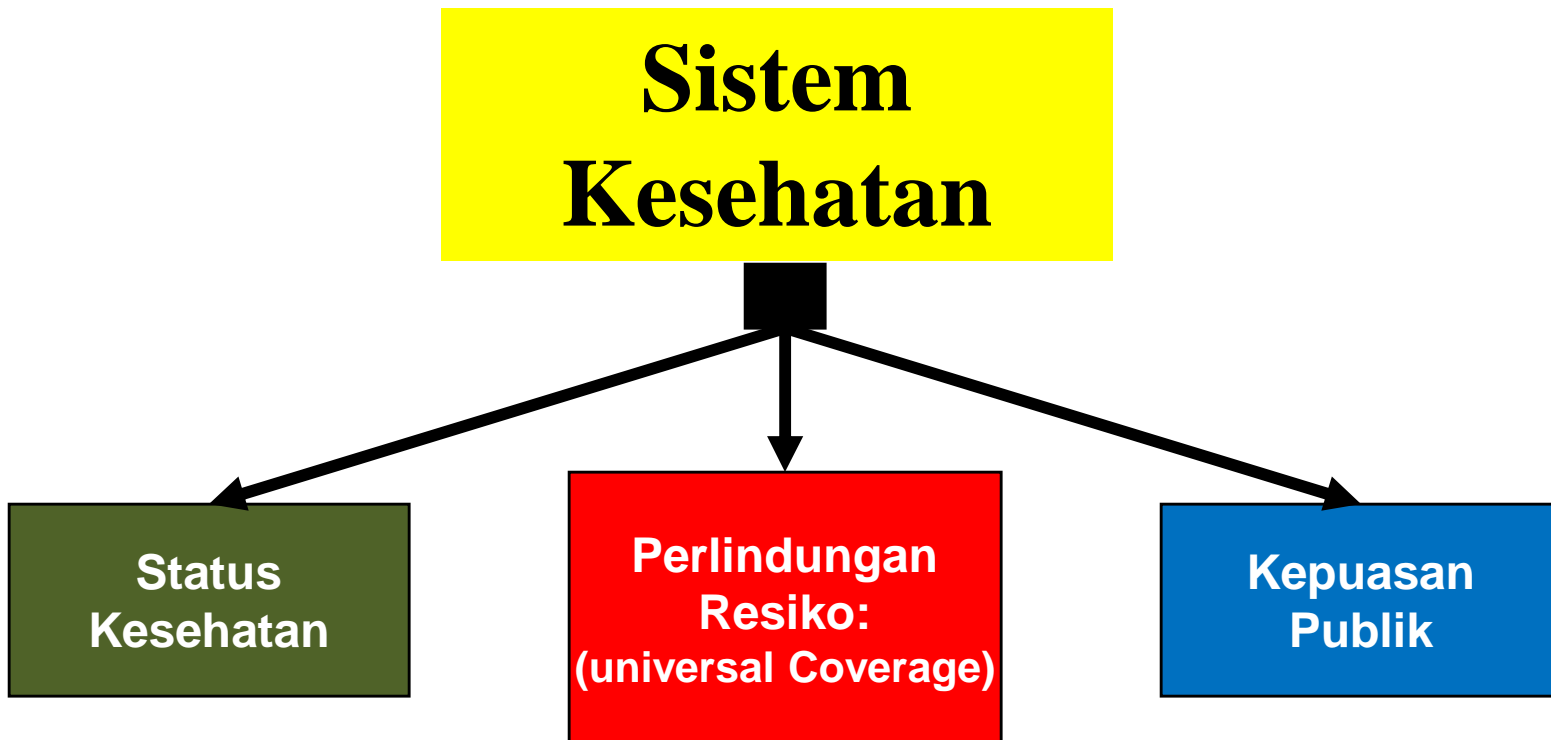 Sistem
Kesehatan
Status
Kesehatan
Perlindungan
Resiko:
(universal Coverage)
Kepuasan
Publik